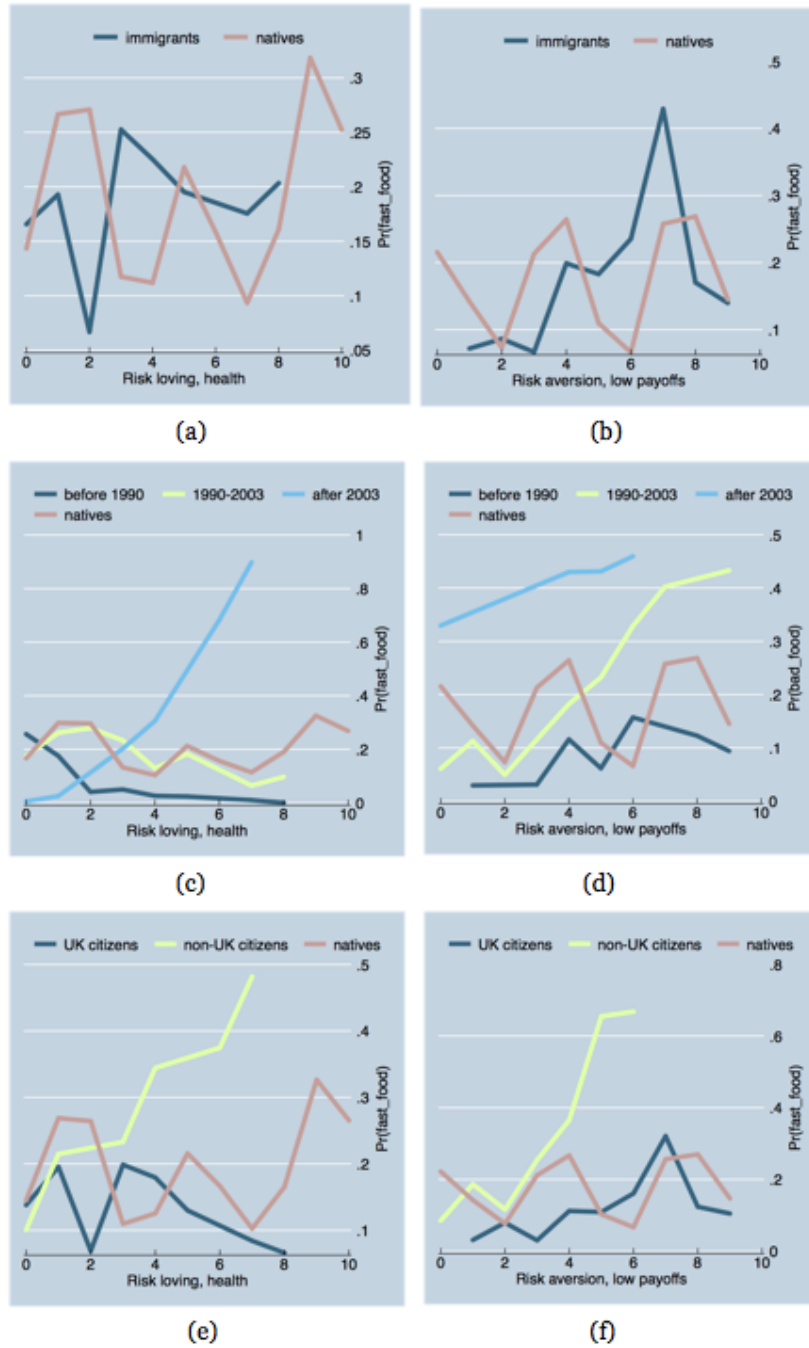 immigrants natives
.3
.25
.2
.15
.1
.05
Pr(fast_food)
0 2 4 6 8 10
Risk loving, health
(a)
immigrants natives
.5
.4
.3
.2
.1
Pr(fast_food)
0 2 4 6 8 10
Risk aversion, low payoffs
(b)
before 1990 1990-2003 after 2003
natives
1
.8
.6
.4
.2
0
Pr(fast_food)
0 2 4 6 8 10
Risk loving, health
(c)
before 1990 1990-2003 after 2003
natives
.5
.4
.3
.2
.1
0
Pr(bad_food)
0 2 4 6 8 10
Risk aversion, low payoffs
(d)
UK citizens non-UK citizens natives
.5
.4
.3
.2
.1
Pr(fast_food)
0 2 4 6 8 10
Risk loving, health
(e)
UK citizens non-UK citizens natives
.8
.6
.4
.2
0
Pr(fast_food)
0 2 4 6 8 10
Risk aversion, low payoffs
(f)